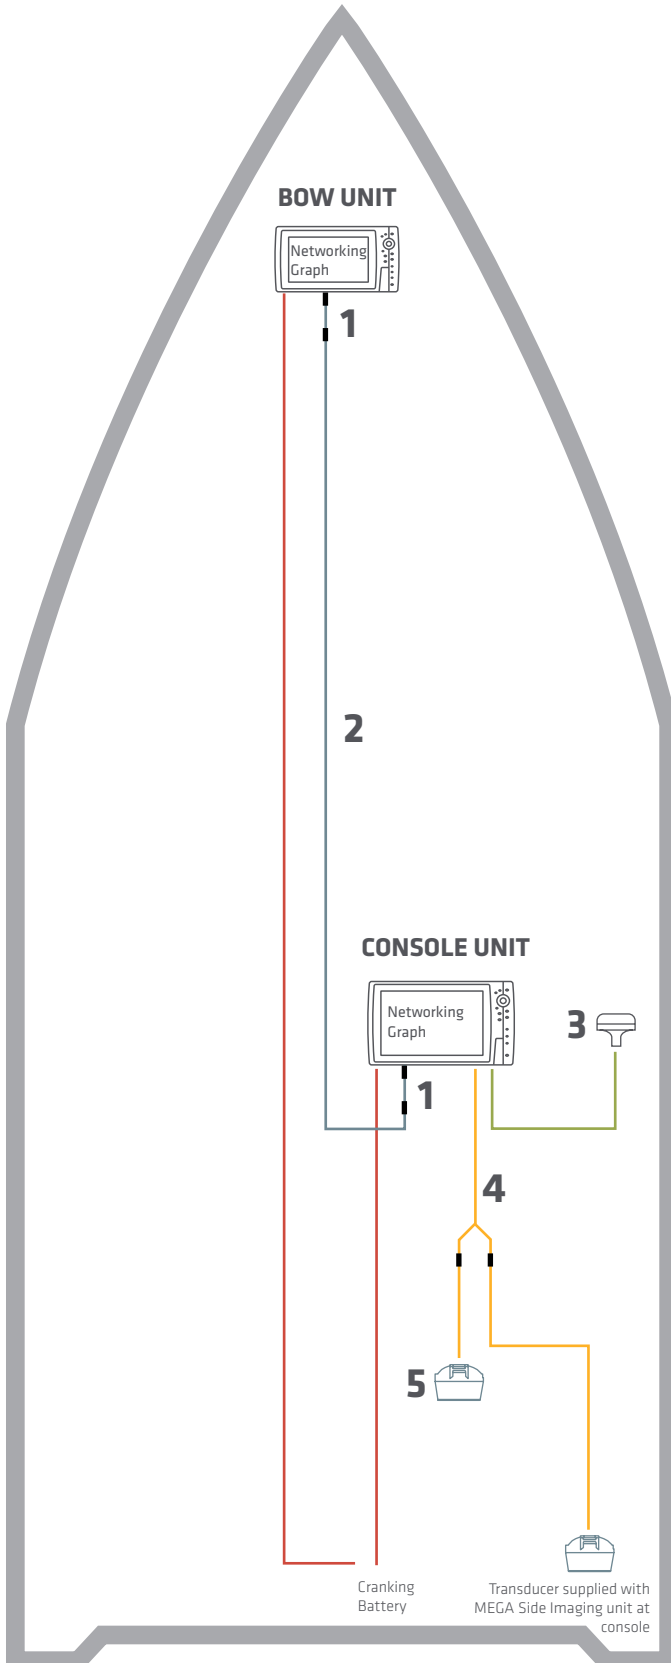 BOW UNIT
Networking
Graph
1
2
CONSOLE UNIT
Networking
Graph
3
1
4
5
Cranking
Battery
Transducer supplied with
MEGA Side Imaging unit at
console